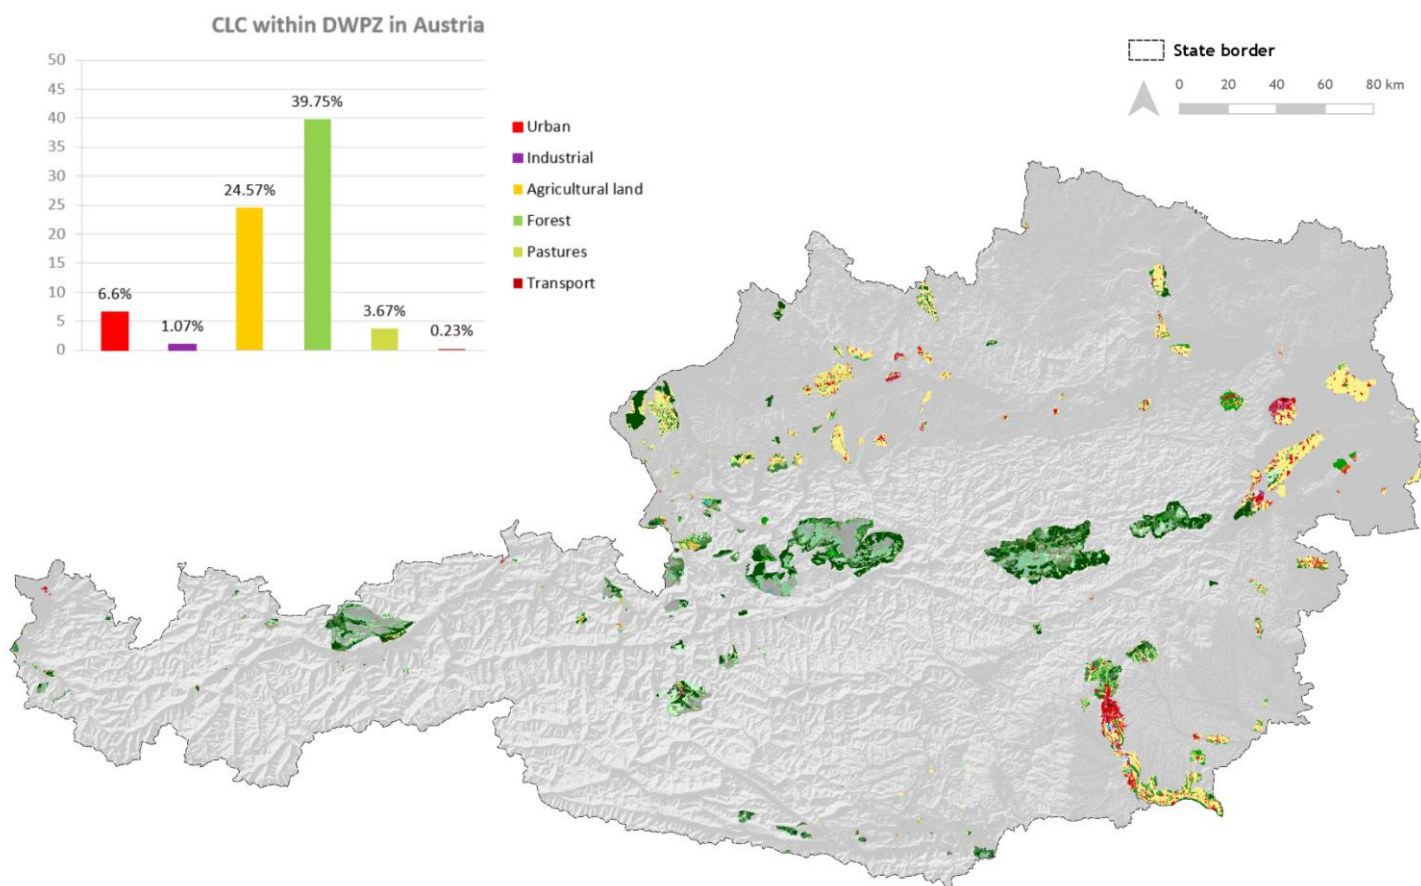 CLC within DWPZ in Austria
50
45
40
35
30
25
20
15
10
5
0
6.6%
1.07%
24.57%
39.75%
3.67%
0.23%
Urban
Industrial
Agricultural land
Forest
Pastures
Transport
State border
0 20 40 60 80 km